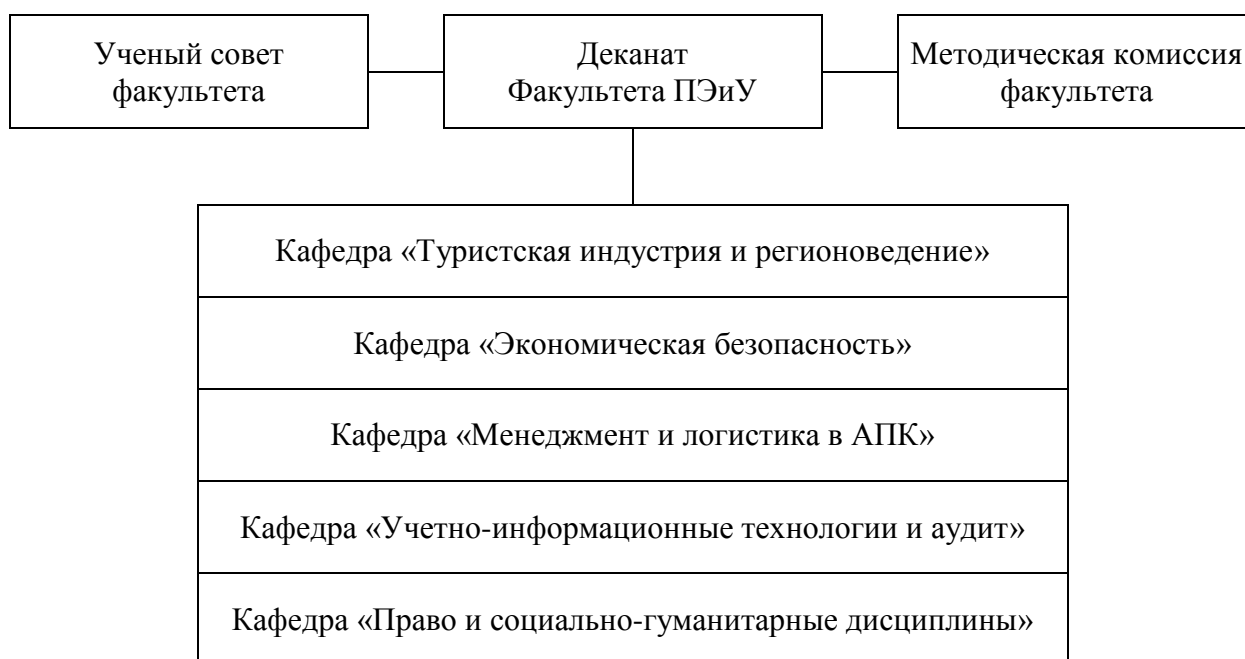 Ученый совет
факультета
Деканат
Факультета ПЭиУ
Методическая комиссия
факультета
Кафедра «Туристская индустрия и регионоведение»
Кафедра «Экономическая безопасность»
Кафедра «Менеджмент и логистика в АПК»
Кафедра «Учетно-информационные технологии и аудит»
Кафедра «Право и социально-гуманитарные дисциплины»